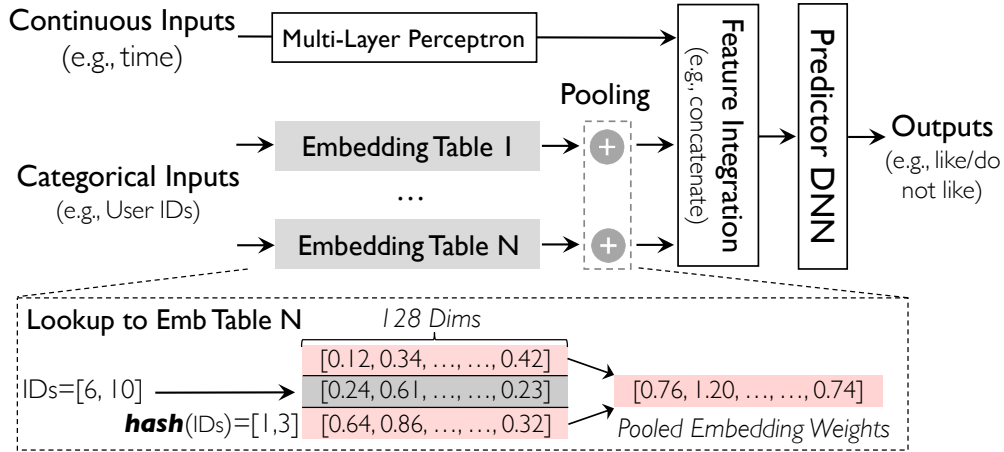 Continuous Inputs
(e.g., time)
Multi-Layer Perceptron
Feature Integration
(e.g., concatenate)
Predictor DNN
Pooling
Embedding Table 1
+
Outputs
(e.g., like/do
not like)
Categorical Inputs
(e.g., User IDs)
...
Embedding Table N
+
Lookup to Emb Table N
128 Dims
[0.12, 0.34, …, …, 0.42]
IDs=[6, 10]
[0.24, 0.61, …, …, 0.23]
[0.76, 1.20, …, …, 0.74]
hash(IDs)=[1,3]
[0.64, 0.86, …, …, 0.32]
Pooled Embedding Weights